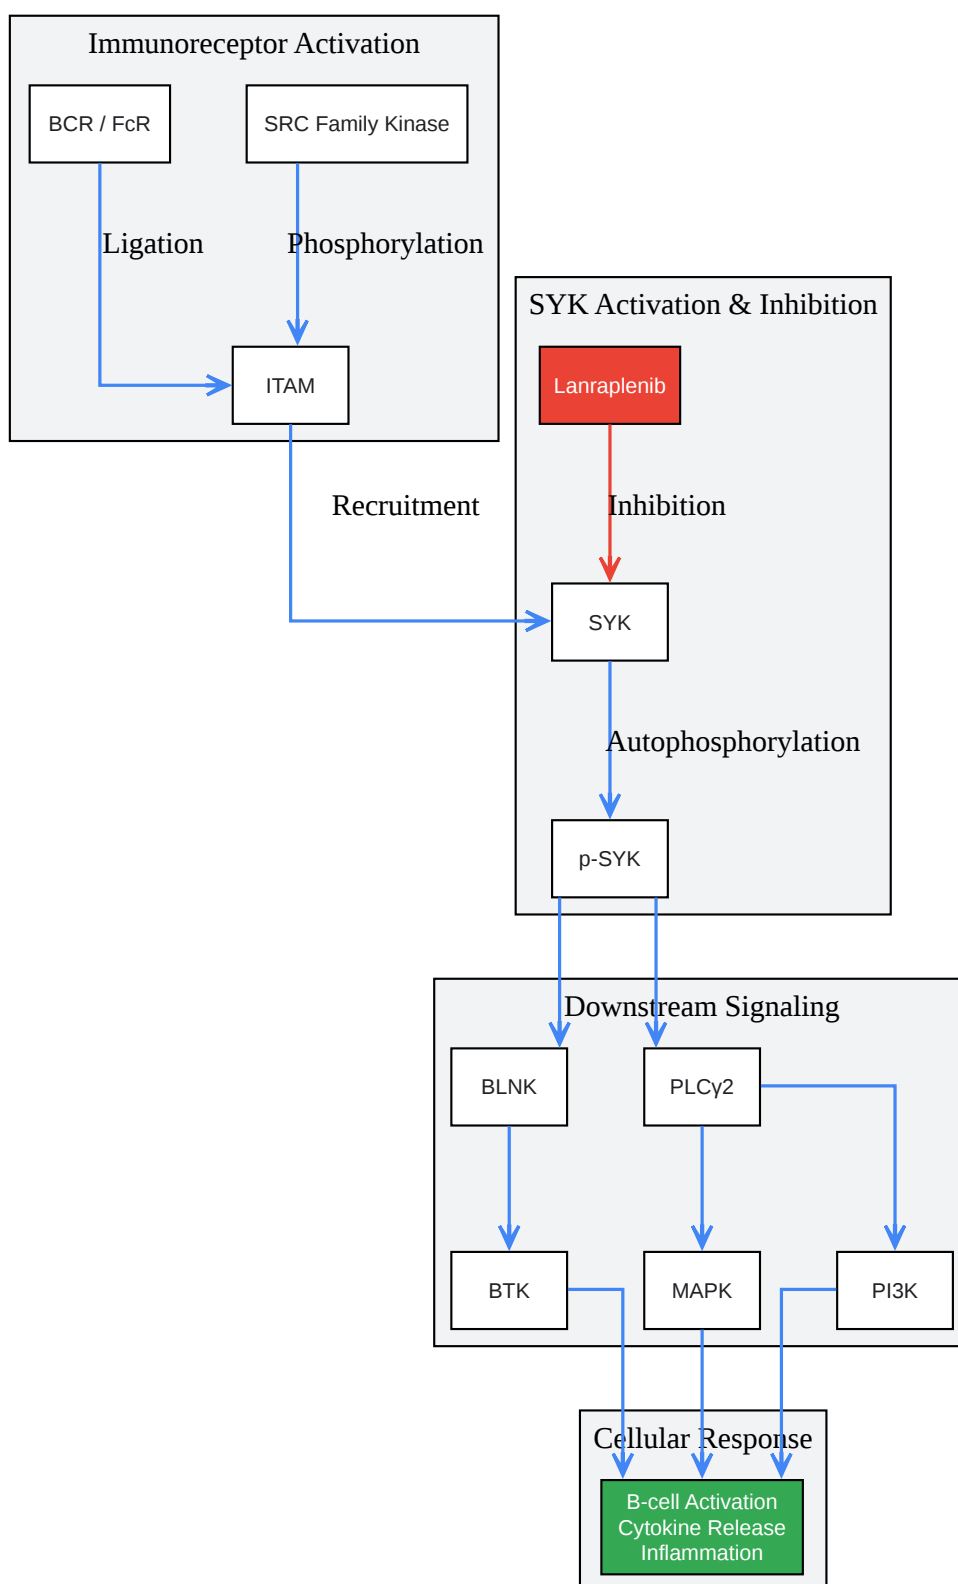 Immunoreceptor Activation
BCR / FcR
SRC Family Kinase
Ligation
Phosphorylation
SYK Activation & Inhibition
ITAM
Lanraplenib
Recruitment
Inhibition
SYK
Autophosphorylation
p-SYK
Downstream Signaling
BLNK
PLCγ2
BTK
MAPK
PI3K
Cellular Response
B-cell Activation
Cytokine Release
Inflammation